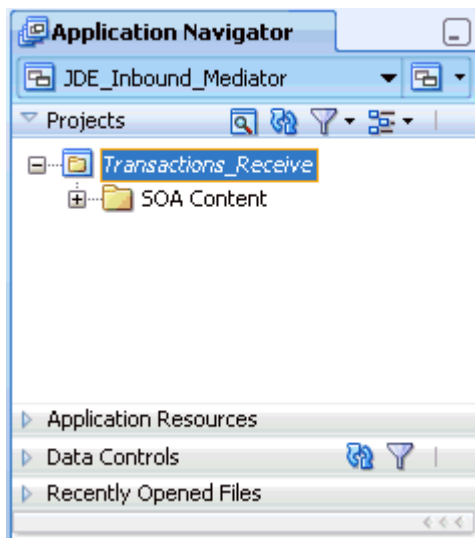 Application Navigator
JDE_Inbound_Mediator
Projects
Transactions_Receive
SOA Content
Application Resources
Data Controls
Recently Opened Files